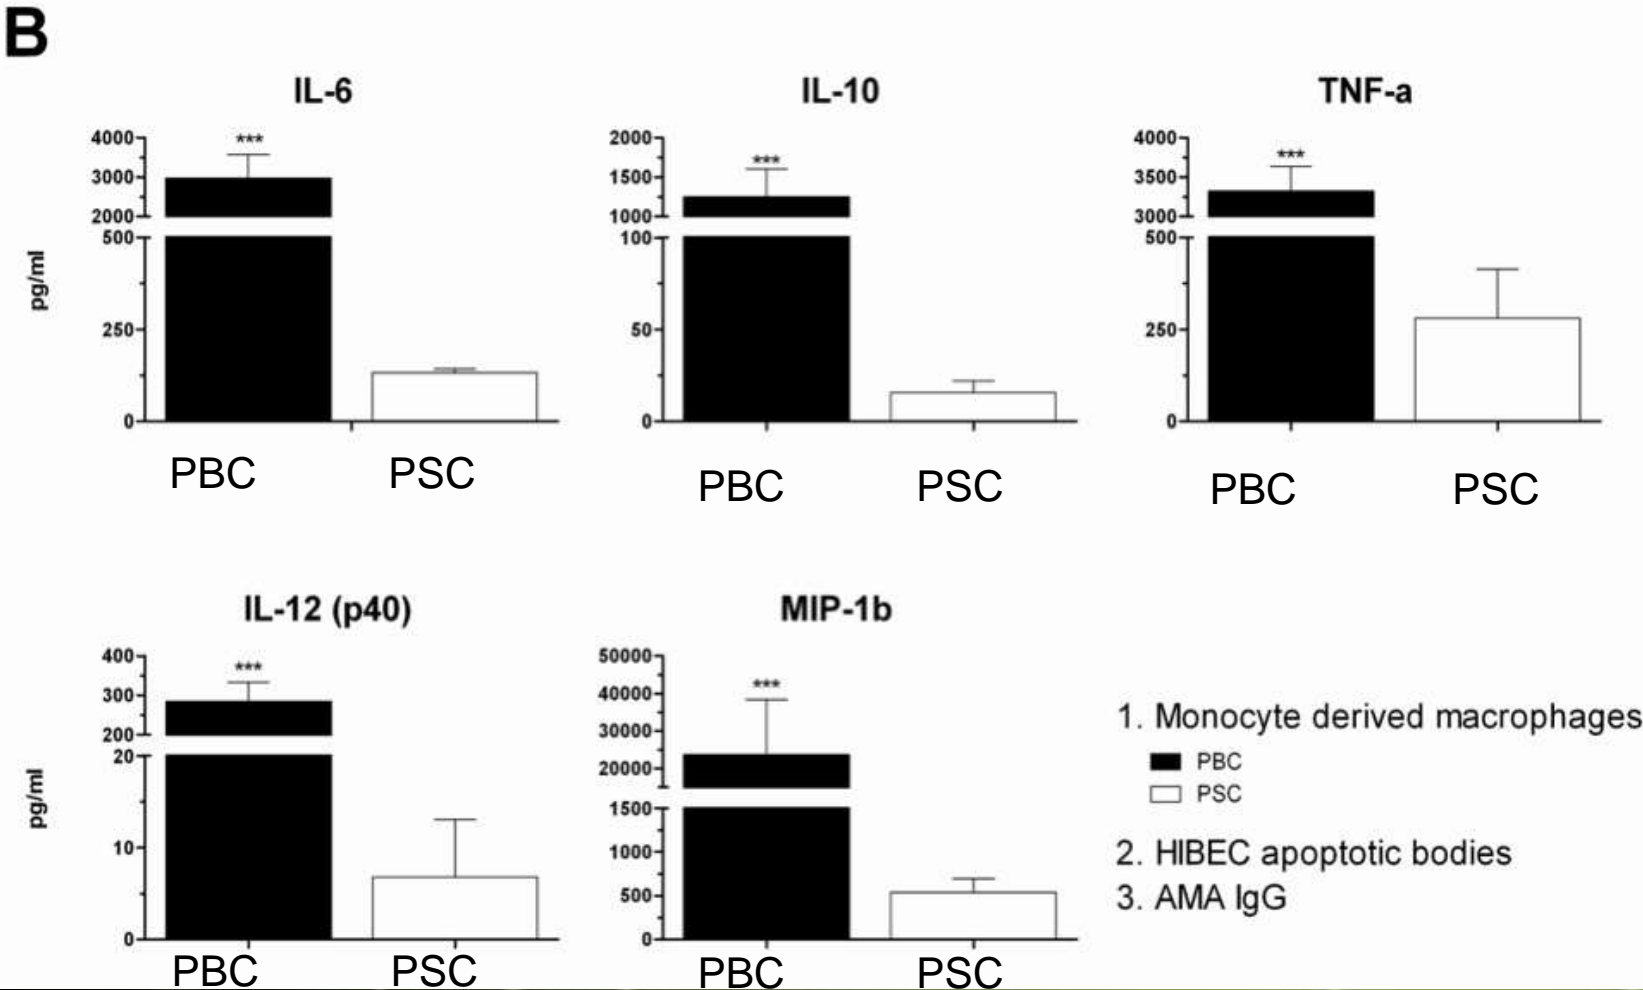 B
IL-6
IL-10
TNF-a
4000
3000
2000
500
250
0
pg/ml
***
PBC
PSC
2000
1500
1000
100
50
0
***
PBC
PSC
4000
3500
3000
500
250
0
***
PBC
PSC
IL-12 (p40)
MIP-1b
400
300
200
20
10
0
pg/ml
***
PBC
PSC
50000
40000
30000
20000
1500
1000
500
0
***
PBC
PSC
1. Monocyte derived macrophages
PBC
PSC
2. HIBEC apoptotic bodies
3. AMA IgG